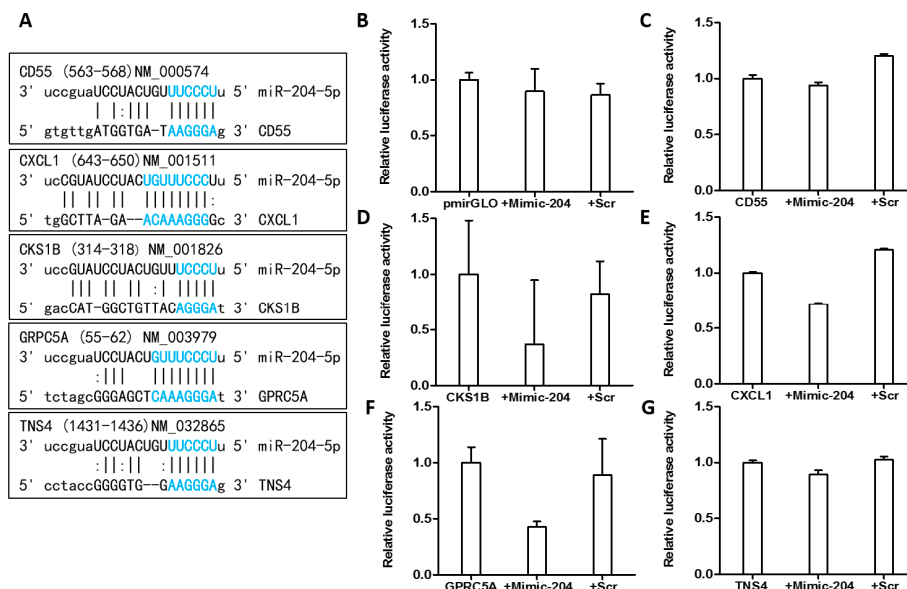 A
CD55 (563-568)NM_000574
3' uccguaUCCUACUGUUUCCCUu 5' miR-204-5p
|| |:||| ||||||
5' gtgttgATGGTGA-TAAGGGAg 3' CD55
CXCL1 (643-650)NM_001511
3' ucCGUAUCCUACUGUUUCCCUu 5' miR-204-5p
|| || || |||||||||:
5' tgGCTTA-GA--ACAAAGGGGc 3' CXCL1
CKS1B (314-318) NM_001826
3' uccGUAUCCUACUGUUUCCCUu 5' miR-204-5p
||| || || :| |||||
5' gacCAT-GGCTGTTACAGGGAt 3' CKS1B
GRPC5A (55-62) NM_003979
3' uccguaUCCUACUGUUUCCCUu 5' miR-204-5p
:||| ||||||||
5' tctagcGGGAGCTCAAAGGGAt 3' GPRC5A
TNS4 (1431-1436)NM_032865
3' uccguaUCCUACUGUUUCCCUu 5' miR-204-5p
:||:|| :||||||
5' cctaccGGGGTG--GAAGGGAg 3' TNS4
B
Relative luciferase activity
1.5
1.0
0.5
0.0
pmirGLO +Mimic-204 +Scr
C
Relative luciferase activity
1.5
1.0
0.5
0.0
CD55 +Mimic-204 +Scr
D
Relative luciferase activity
1.5
1.0
0.5
0.0
CKS1B +Mimic-204 +Scr
E
Relative luciferase activity
1.5
1.0
0.5
0.0
CXCL1 +Mimic-204 +Scr
F
Relative luciferase activity
1.5
1.0
0.5
0.0
GPRC5A +Mimic-204 +Scr
G
Relative luciferase activity
1.5
1.0
0.5
0.0
TNS4 +Mimic-204 +Scr